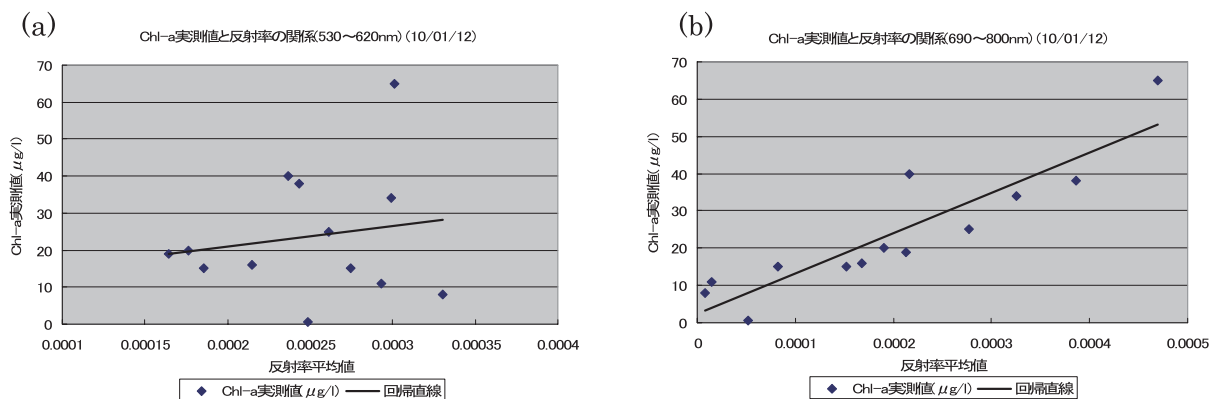 (a)
Chl-a実測値と反射率の関係(530～620nm) (10/01/12)
70
60
50
40
30
20
10
0
Chl-a実測値(μg/l)
0.0001 0.00015 0.0002 0.00025 0.0003 0.00035 0.0004
反射率平均値
Chl-a実測値(μg/l) 回帰直線
(b)
Chl-a実測値と反射率の関係(690～800nm) (10/01/12)
70
60
50
40
30
20
10
0
Chl-a実測値(μg/l)
0 0.0001 0.0002 0.0003 0.0004 0.0005
反射率平均値
Chl-a実測値(μg/l) 回帰直線